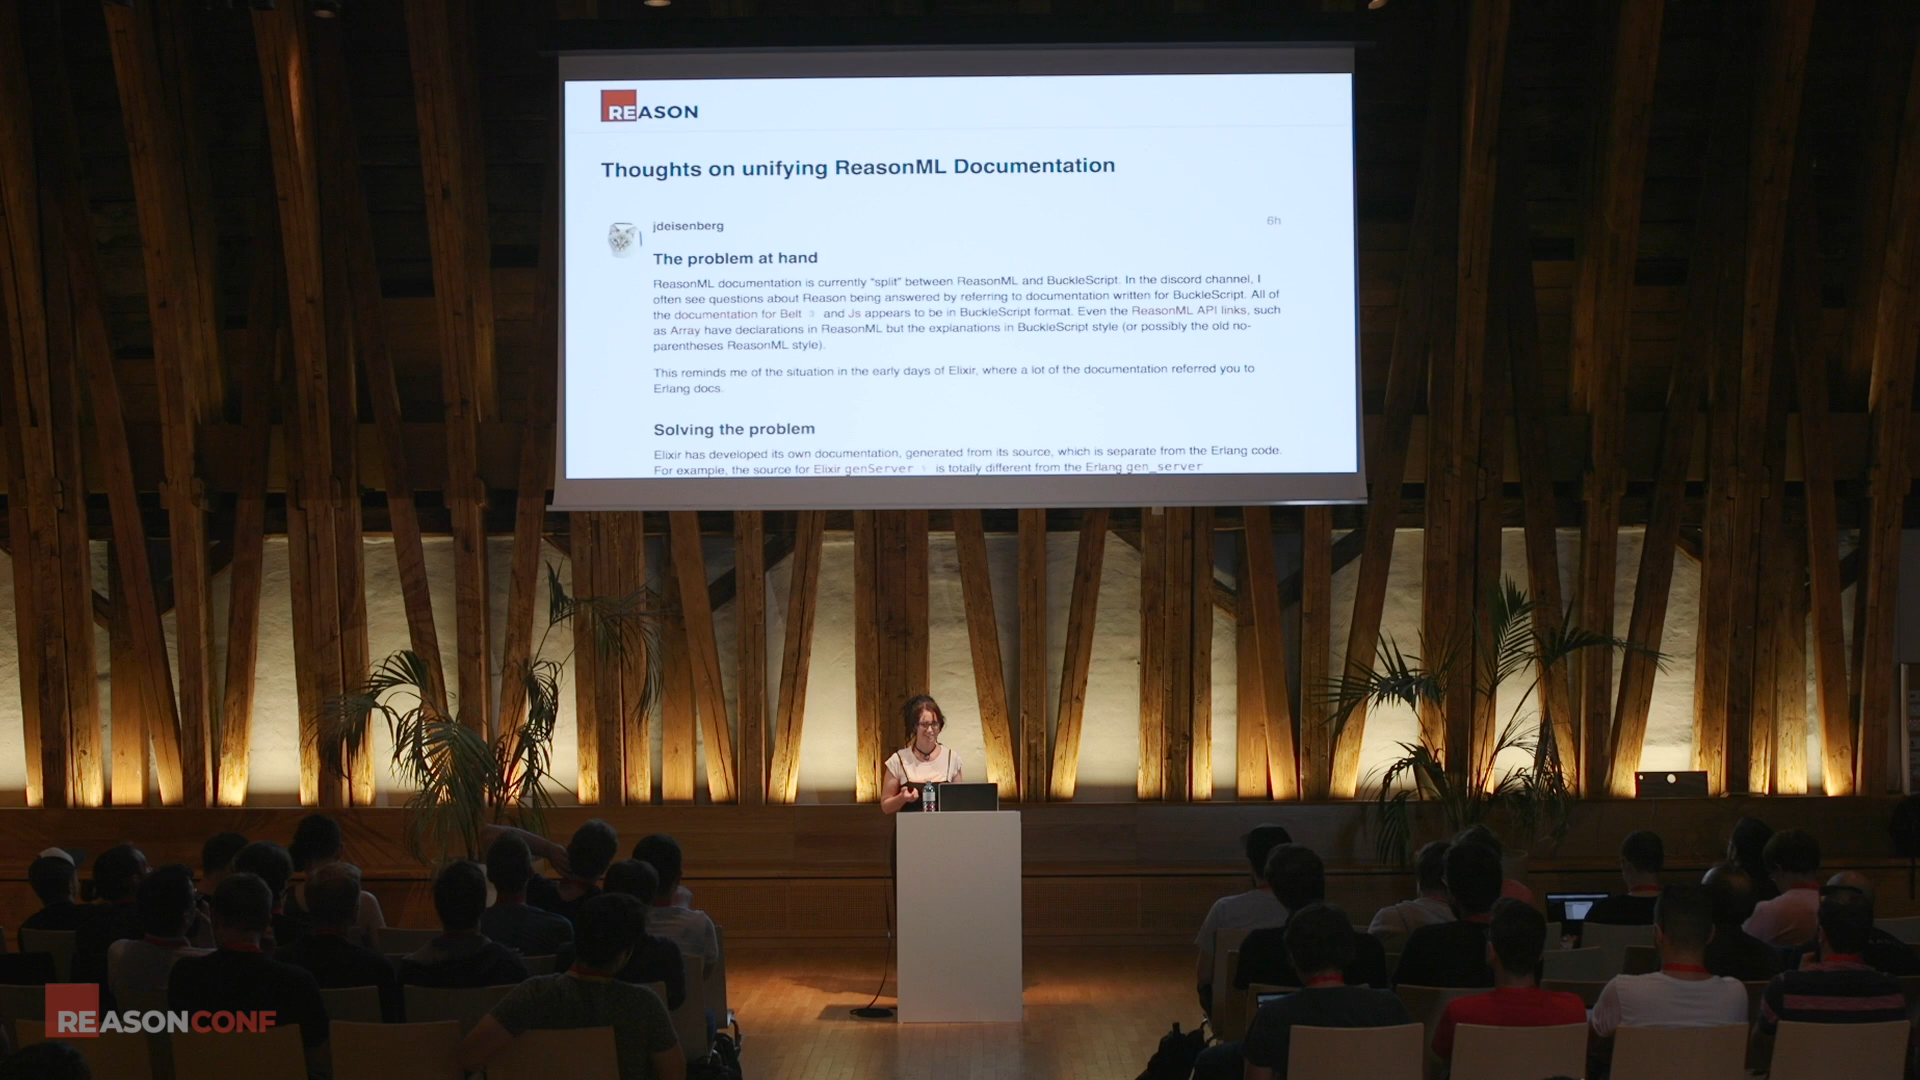 REASON
Thoughts on unifying ReasonML Documentation
jdeisenberg
6h
The problem at hand
ReasonML documentation is currently "split" between ReasonML and BuckleScript. In the discord channel, I
often see questions about Reason being answered by referring to documentation written for BuckleScript. All of
the documentation for Belt and Js appears to be in BuckleScript format. Even the ReasonML API links, such
as Array have declarations in ReasonML but the explanations in BuckleScript style (or possibly the old no-
parentheses ReasonML style).
This reminds me of the situation in the early days of Elixir, where a lot of the documentation referred you to
Erlang docs.
Solving the problem
Elixir has developed its own documentation, generated from its source, which is separate from the Erlang code.
For example, the source for Elixir genServer is totally different from the Erlang gen_server
REASONCONF